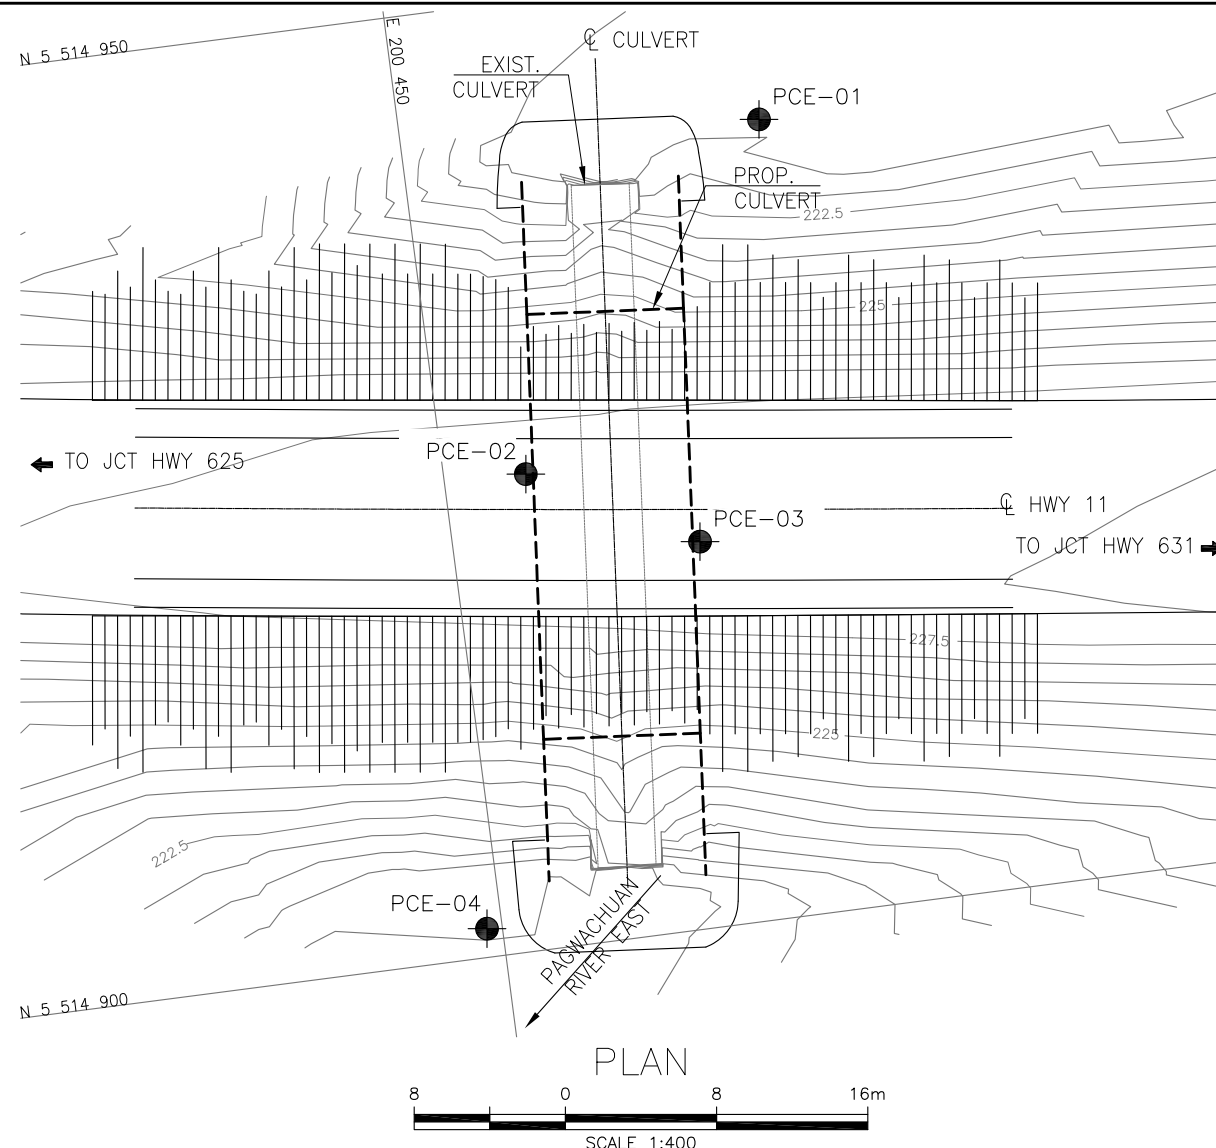 N 5 514 950
E 200 450
℄ CULVERT
EXIST.
CULVERT
PCE-01
PROP.
CULVERT
222.5
225
PCE-02
TO JCT HWY 625
PCE-03
℄ HWY 11
TO JCT HWY 631
227.5
225
222.5
PCE-04
PAGWACHUAN
RIVER EAST
N 5 514 900
PLAN
8 0 8 16m
SCALE 1:400